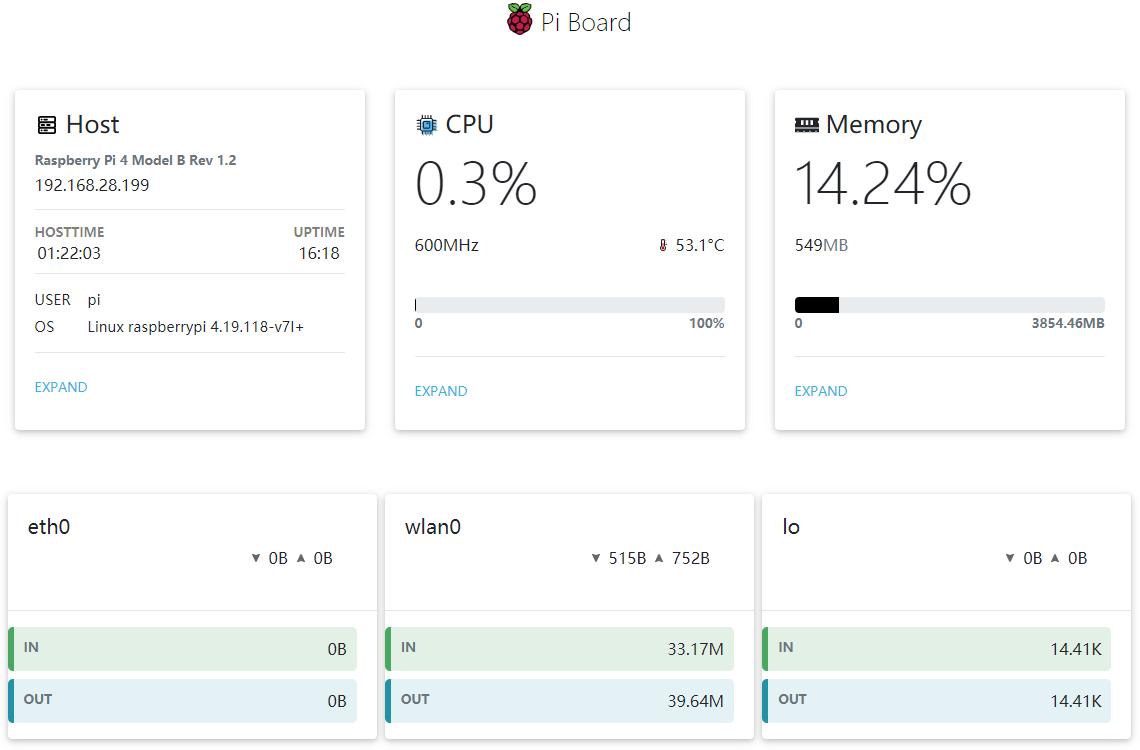 Pi Board
Host
Raspberry Pi 4 Model B Rev 1.2
192.168.28.199
HOSTTIME UPTIME
01:22:03 16:18
USER pi
OS Linux raspberrypi 4.19.118-v7l+
EXPAND
CPU
0.3%
600MHz 53.1°C
0 100%
EXPAND
Memory
14.24%
549MB
0 3854.46MB
EXPAND
eth0
▼ 0B ▲ 0B
IN 0B
OUT 0B
wlan0
▼ 515B ▲ 752B
IN 33.17M
OUT 39.64M
lo
▼ 0B ▲ 0B
IN 14.41K
OUT 14.41K